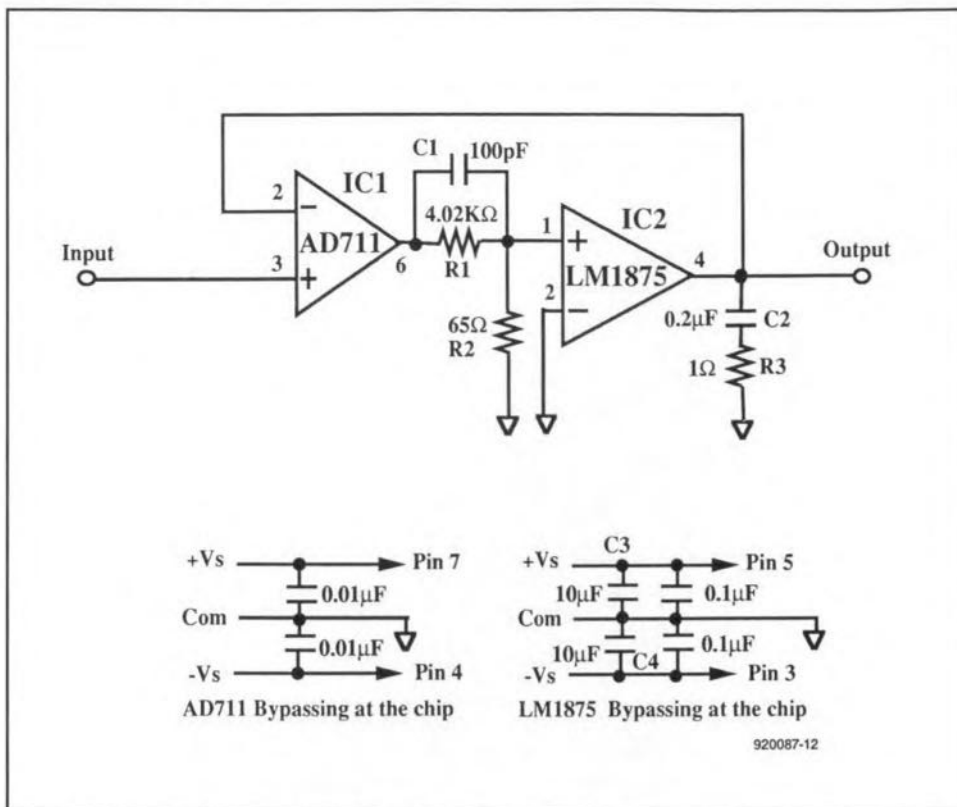 C1
100pF
2
IC1
4.02KΩ
1
IC2
Input
AD711
6
R1
LM1875
4
Output
3
2
0.2µF
C2
65Ω
R2
1Ω
R3
+Vs
Pin 7
0.01µF
Com
0.01µF
-Vs
Pin 4
AD711 Bypassing at the chip
C3
+Vs
Pin 5
10µF
0.1µF
Com
10µF
C4
0.1µF
-Vs
Pin 3
LM1875 Bypassing at the chip
920087-12